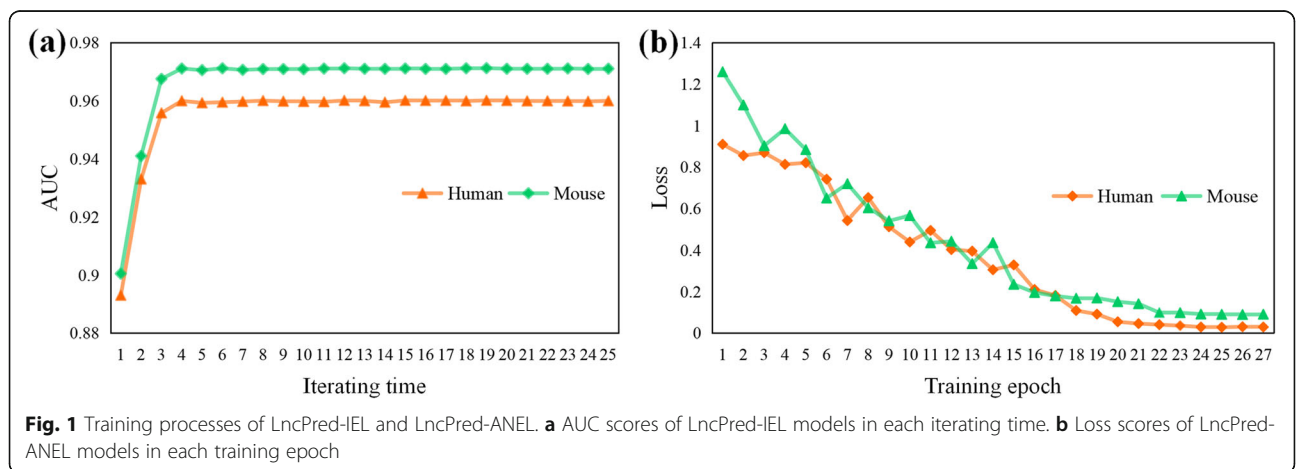 (a)
0.98
0.96
0.94
0.92
0.9
0.88
AUC
Human Mouse
1 2 3 4 5 6 7 8 9 10 11 12 13 14 15 16 17 18 19 20 21 22 23 24 25
Iterating time
(b)
1.4
1.2
1
0.8
0.6
0.4
0.2
0
Loss
Human Mouse
1 2 3 4 5 6 7 8 9 10 11 12 13 14 15 16 17 18 19 20 21 22 23 24 25 26 27
Training epoch
Fig. 1 Training processes of LncPred-IEL and LncPred-ANEL. a AUC scores of LncPred-IEL models in each iterating time. b Loss scores of LncPred-
ANEL models in each training epoch